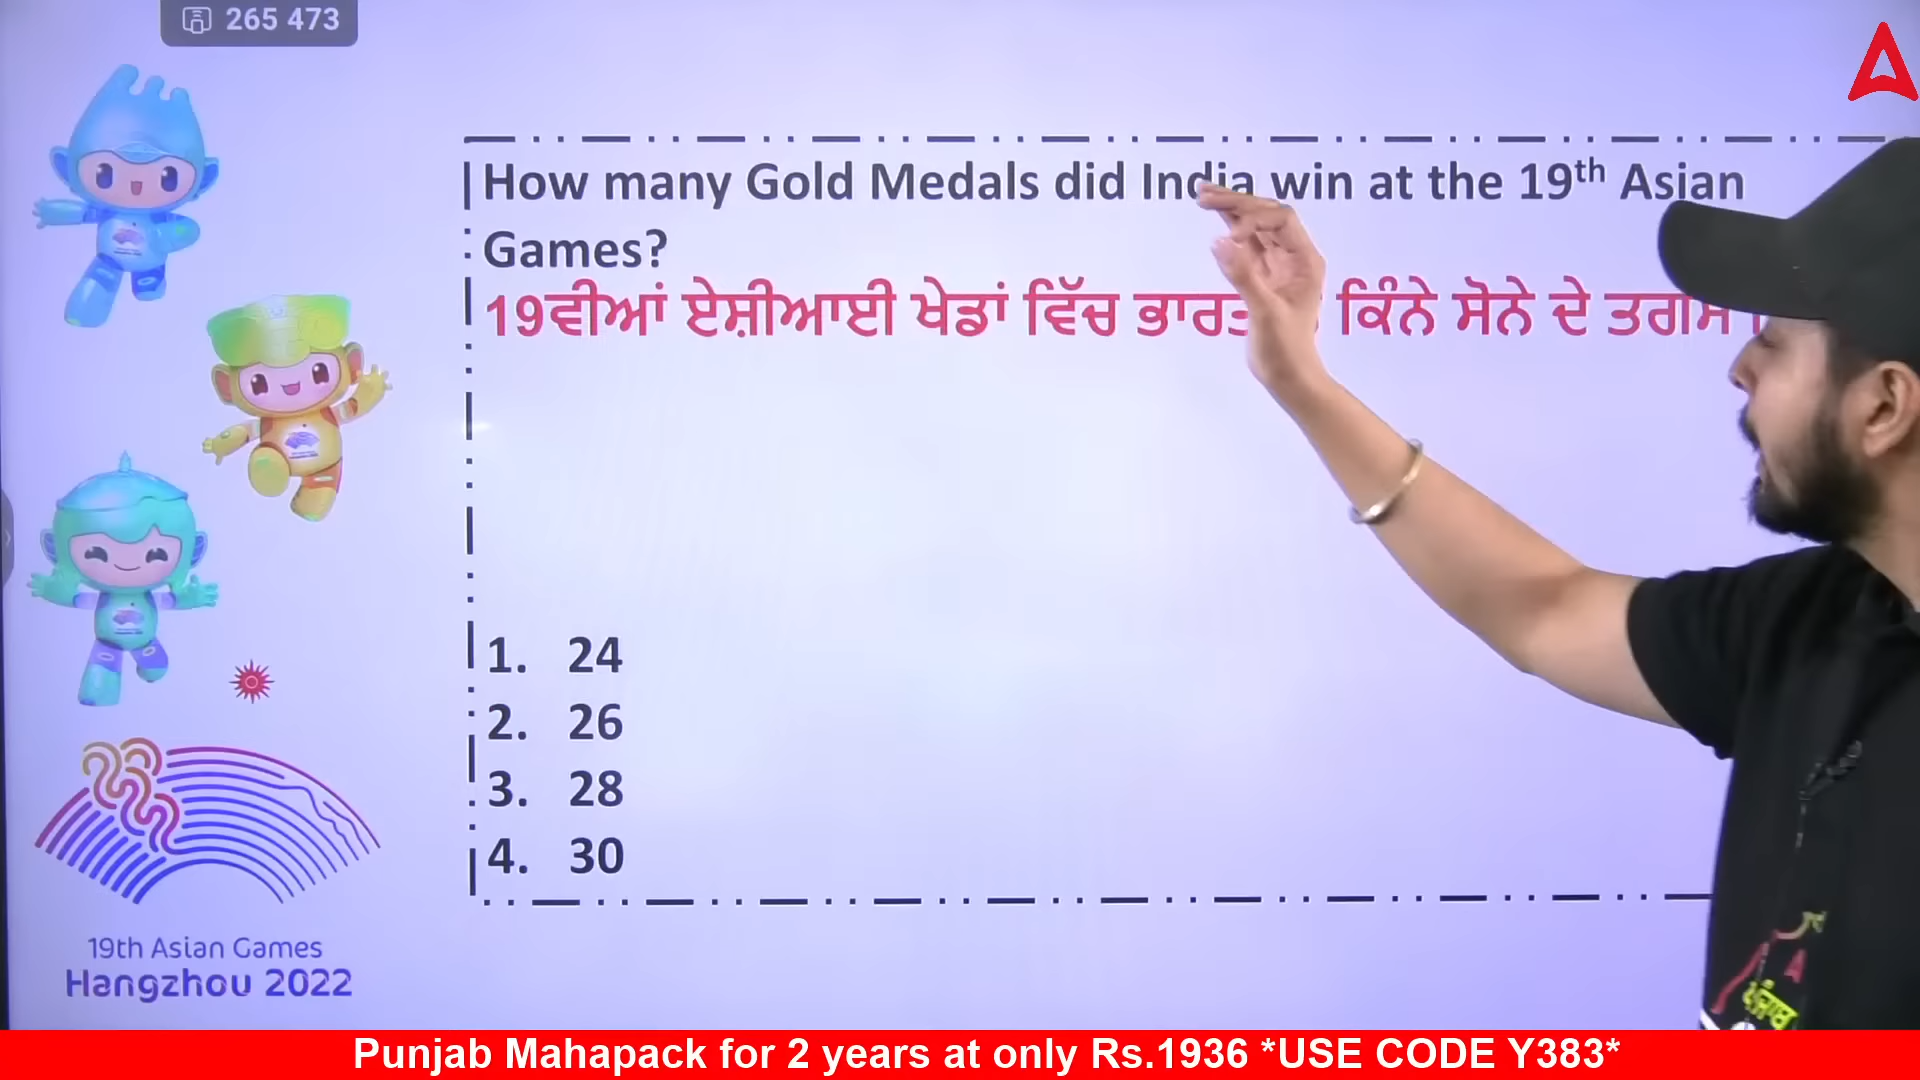 265 473
How many Gold Medals did India win at the 19th Asian
Games?
19ਵੀਆਂ ਏਸ਼ੀਆਈ ਖੇਡਾਂ ਵਿੱਚ ਕਿੰਨੇ ਸੋਨੇ ਦੇ
1. 24
2. 26
3. 28
4. 30
19th Asian Games
Hangzhou 2022
ਪੰਜਾਬ
Punjab Mahapack for 2 years at only Rs.1936 *USE CODE Y383*